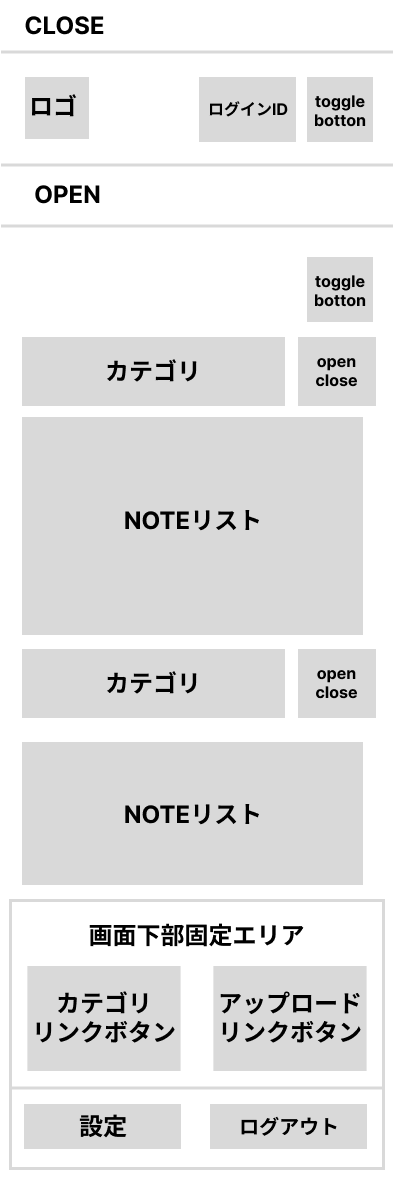 CLOSE
ロゴ
ログインID
toggle
botton
OPEN
toggle
botton
カテゴリ
open
close
NOTEリスト
カテゴリ
open
close
NOTEリスト
画面下部固定エリア
カテゴリ
リンクボタン
アップロード
リンクボタン
設定
ログアウト